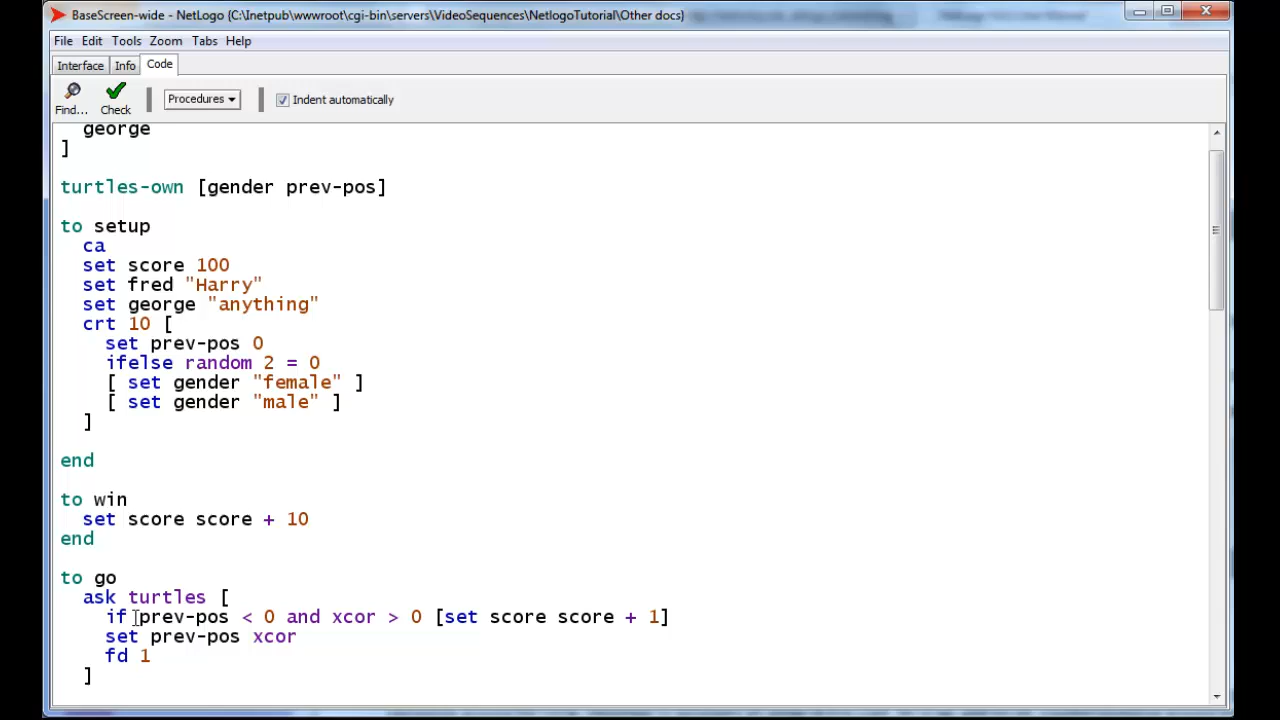 BaseScreen-wide - NetLogo {C:\Inetpub\wwwroot\cgi-bin\servers\VideoSequences\NetlogoTutorial\Other docs}
File Edit Tools Zoom Tabs Help
Interface Info Code
Find... Check Procedures Indent automatically
george
]
turtles-own [gender prev-pos]
to setup
ca
set score 100
set fred "Harry"
set george "anything"
crt 10 [
set prev-pos 0
ifelse random 2 = 0
[ set gender "female" ]
[ set gender "male" ]
]
end
to win
set score score + 10
end
to go
ask turtles [
if prev-pos < 0 and xcor > 0 [set score score + 1]
set prev-pos xcor
fd 1
]